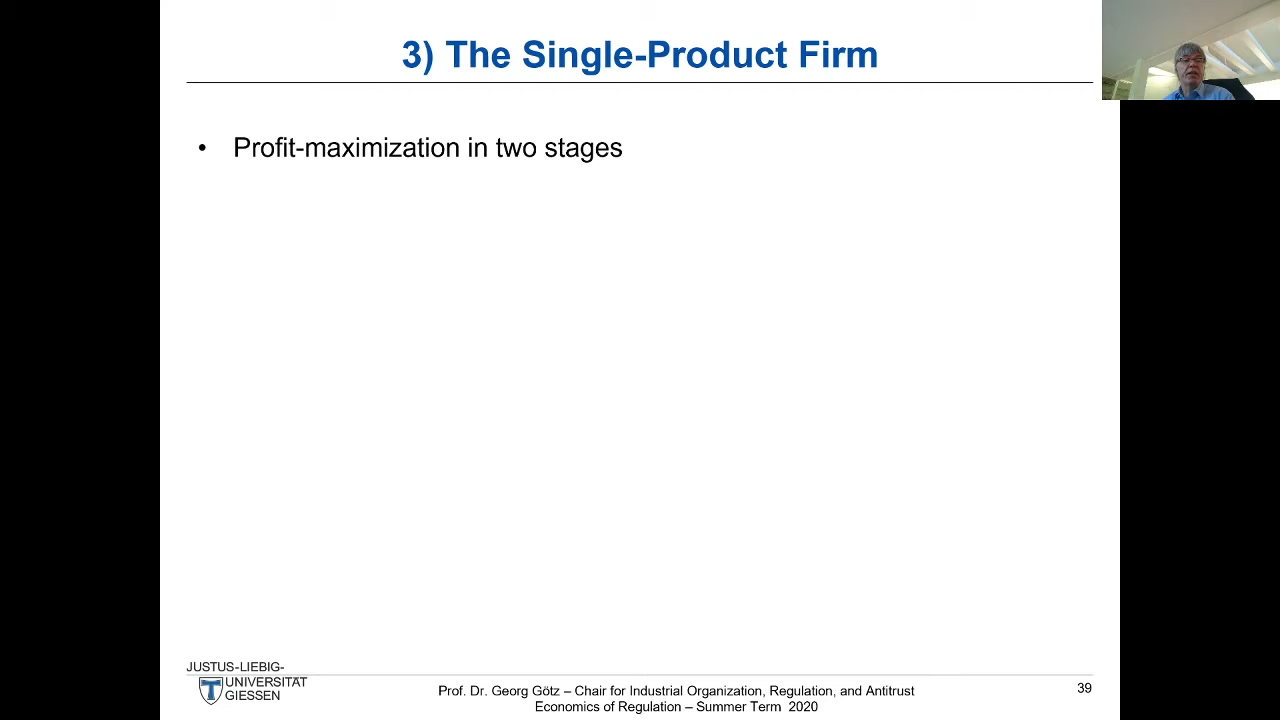 3) The Single-Product Firm
• Profit-maximization in two stages
JUSTUS-LIEBIG-
UNIVERSITÄT
GIESSEN
Prof. Dr. Georg Götz – Chair for Industrial Organization, Regulation, and Antitrust
Economics of Regulation – Summer Term 2020
39